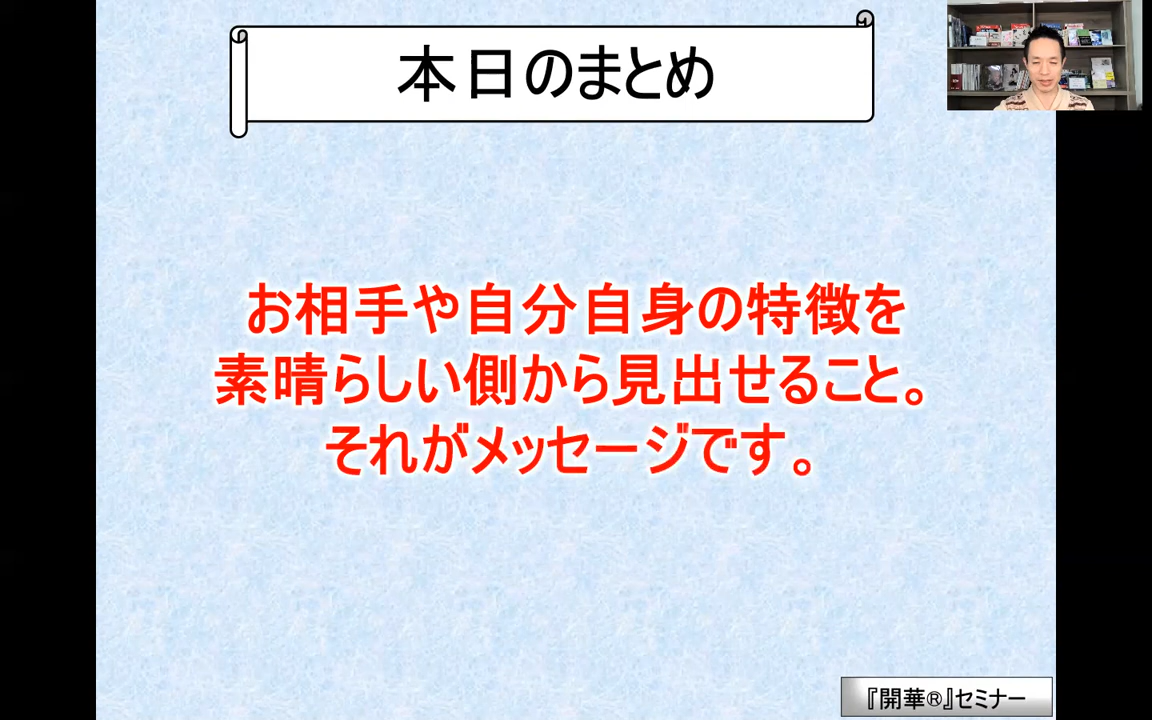 本日のまとめ
お相手や自分自身の特徴を
素晴らしい側から見出せること。
それがメッセージです。
『開華®』セミナー